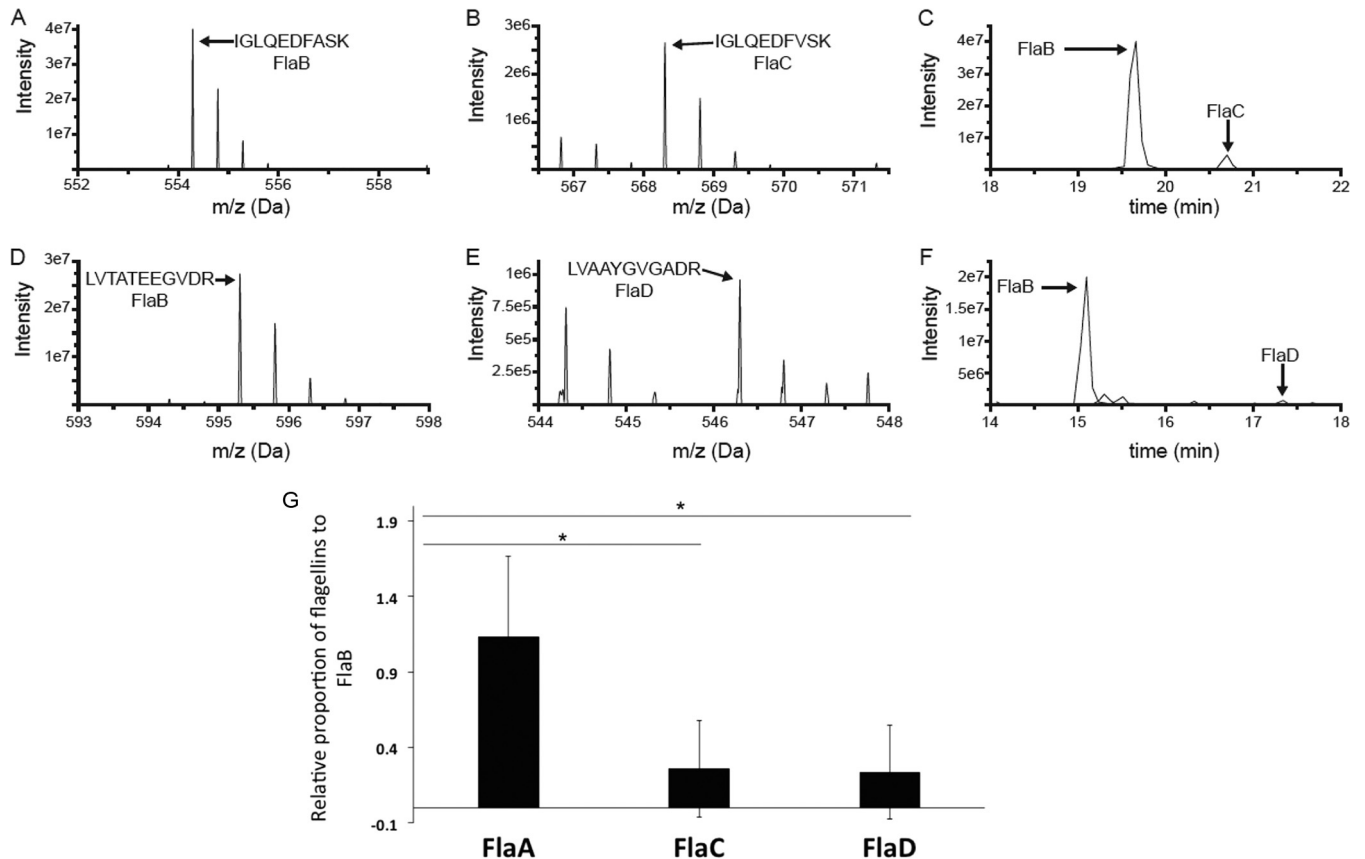 A
Intensity
4e7
3e7
2e7
1e7
IGLQEDFASK
FlaB
552
554
556
558
m/z (Da)
B
Intensity
3e6
2e6
1e6
IGLQEDFVSK
FlaC
567
568
569
570
571
m/z (Da)
C
Intensity
4e7
3e7
2e7
1e7
FlaB
FlaC
18
19
20
21
22
time (min)
D
Intensity
3e7
2e7
1e7
LVTATEEGVDR
FlaB
593
594
595
596
597
598
m/z (Da)
E
Intensity
1e6
7.5e5
5e5
2.5e5
LVAAYGVGADR
FlaD
544
545
546
547
548
m/z (Da)
F
Intensity
2e7
1.5e7
1e7
5e6
FlaB
FlaD
14
15
16
17
18
time (min)
G
Relative proportion of flagellins to
FlaB
1.9
1.4
0.9
0.4
-0.1
*
*
FlaA
FlaC
FlaD